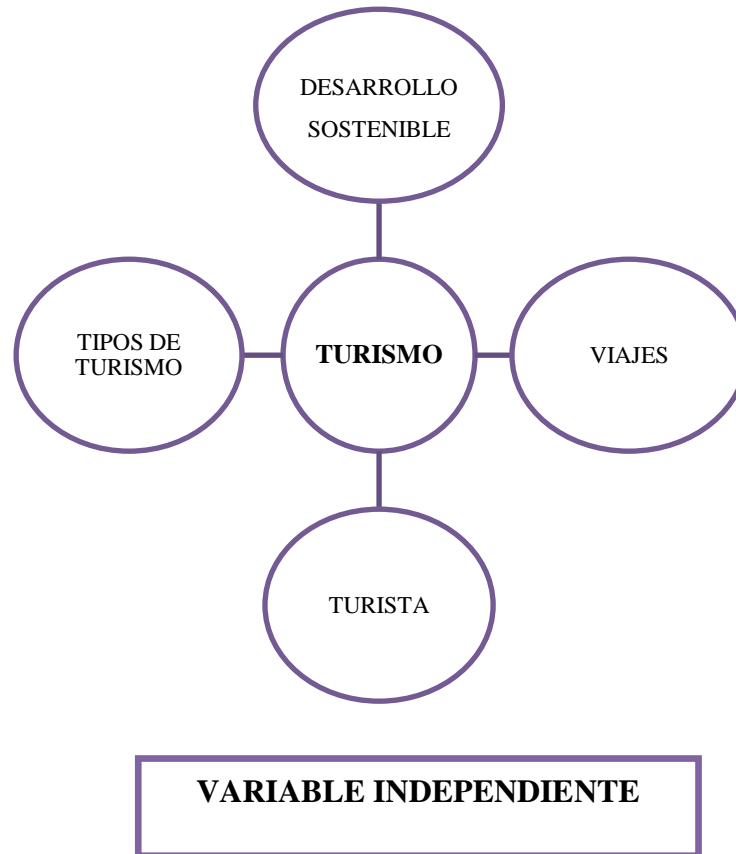 DESARROLLO
SOSTENIBLE
TIPOS DE
TURISMO
TURISMO
VIAJES
TURISTA
VARIABLE INDEPENDIENTE